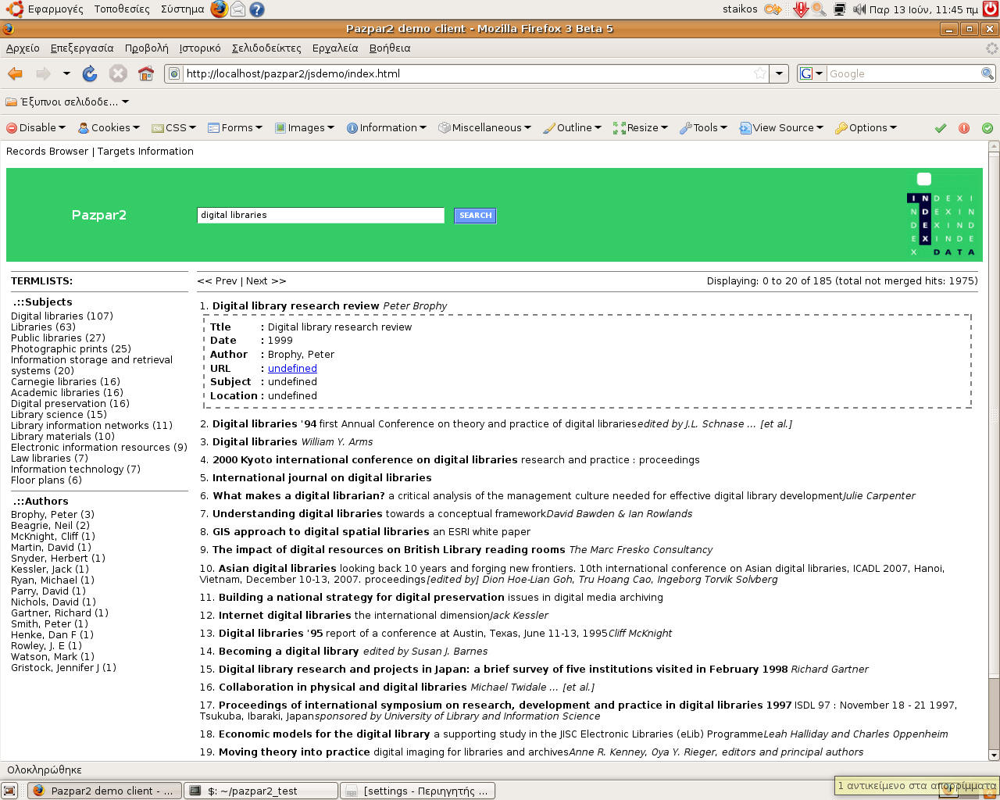 Εφαρμογές Τοποθεσίες Σύστημα staikos Παρ 13 Ιούν, 11:45 πμ
Pazpar2 demo client - Mozilla Firefox 3 Beta 5
Αρχείο Επεξεργασία Προβολή Ιστορικό Σελιδοδείκτες Εργαλεία Βοήθεια
http://localhost/pazpar2/jsdemo/index.html G Google
Έξυπνοι σελιδοδε...
Disable Cookies CSS Forms Images Information Miscellaneous Outline Resize Tools View Source Options
Records Browser | Targets Information
Pazpar2 digital libraries SEARCH
I N D E X I
N D E X I N
D E X I N D
E X I N D E
X D A T A
TERMLISTS:
.::Subjects
Digital libraries (107)
Libraries (63)
Public libraries (27)
Photographic prints (25)
Information storage and retrieval
systems (20)
Carnegie libraries (16)
Academic libraries (16)
Digital preservation (16)
Library science (15)
Library information networks (11)
Library materials (10)
Electronic information resources (9)
Law libraries (7)
Information technology (7)
Floor plans (6)
.::Authors
Brophy, Peter (3)
Beagrie, Neil (2)
McKnight, Cliff (1)
Martin, David (1)
Snyder, Herbert (1)
Kessler, Jack (1)
Ryan, Michael (1)
Parry, David (1)
Nichols, David (1)
Gartner, Richard (1)
Smith, Peter (1)
Henke, Dan F (1)
Rowley, J. E (1)
Watson, Mark (1)
Gristock, Jennifer J (1)
<< Prev | Next >> Displaying: 0 to 20 of 185 (total not merged hits: 1975)
1. Digital library research review Peter Brophy
Ttle : Digital library research review
Date : 1999
Author : Brophy, Peter
URL : undefined
Subject : undefined
Location : undefined
2. Digital libraries '94 first Annual Conference on theory and practice of digital librariesedited by J.L. Schnase ... [et al.]
3. Digital libraries William Y. Arms
4. 2000 Kyoto international conference on digital libraries research and practice : proceedings
5. International journal on digital libraries
6. What makes a digital librarian? a critical analysis of the management culture needed for effective digital library developmentJulie Carpenter
7. Understanding digital libraries towards a conceptual frameworkDavid Bawden & Ian Rowlands
8. GIS approach to digital spatial libraries an ESRI white paper
9. The impact of digital resources on British Library reading rooms The Marc Fresko Consultancy
10. Asian digital libraries looking back 10 years and forging new frontiers. 10th international conference on Asian digital libraries, ICADL 2007, Hanoi,
Vietnam, December 10-13, 2007. proceedings[edited by] Dion Hoe-Lian Goh, Tru Hoang Cao, Ingeborg Torvik Solvberg
11. Building a national strategy for digital preservation issues in digital media archiving
12. Internet digital libraries the international dimensionJack Kessler
13. Digital libraries '95 report of a conference at Austin, Texas, June 11-13, 1995Cliff McKnight
14. Becoming a digital library edited by Susan J. Barnes
15. Digital library research and projects in Japan: a brief survey of five institutions visited in February 1998 Richard Gartner
16. Collaboration in physical and digital libraries Michael Twidale ... [et al.]
17. Proceedings of international symposium on research, development and practice in digital libraries 1997 ISDL 97 : November 18 - 21 1997,
Tsukuba, Ibaraki, Japansponsored by University of Library and Information Science
18. Economic models for the digital library a supporting study in the JISC Electronic Libraries (eLib) ProgrammeLeah Halliday and Charles Oppenheim
19. Moving theory into practice digital imaging for libraries and archivesAnne R. Kenney, Oya Y. Rieger, editors and principal authors
Ολοκληρώθηκε
Pazpar2 demo client - ... $: ~/pazpar2_test [settings - Περιηγητής ... 1 αντικείμενο στα απορρίμματα